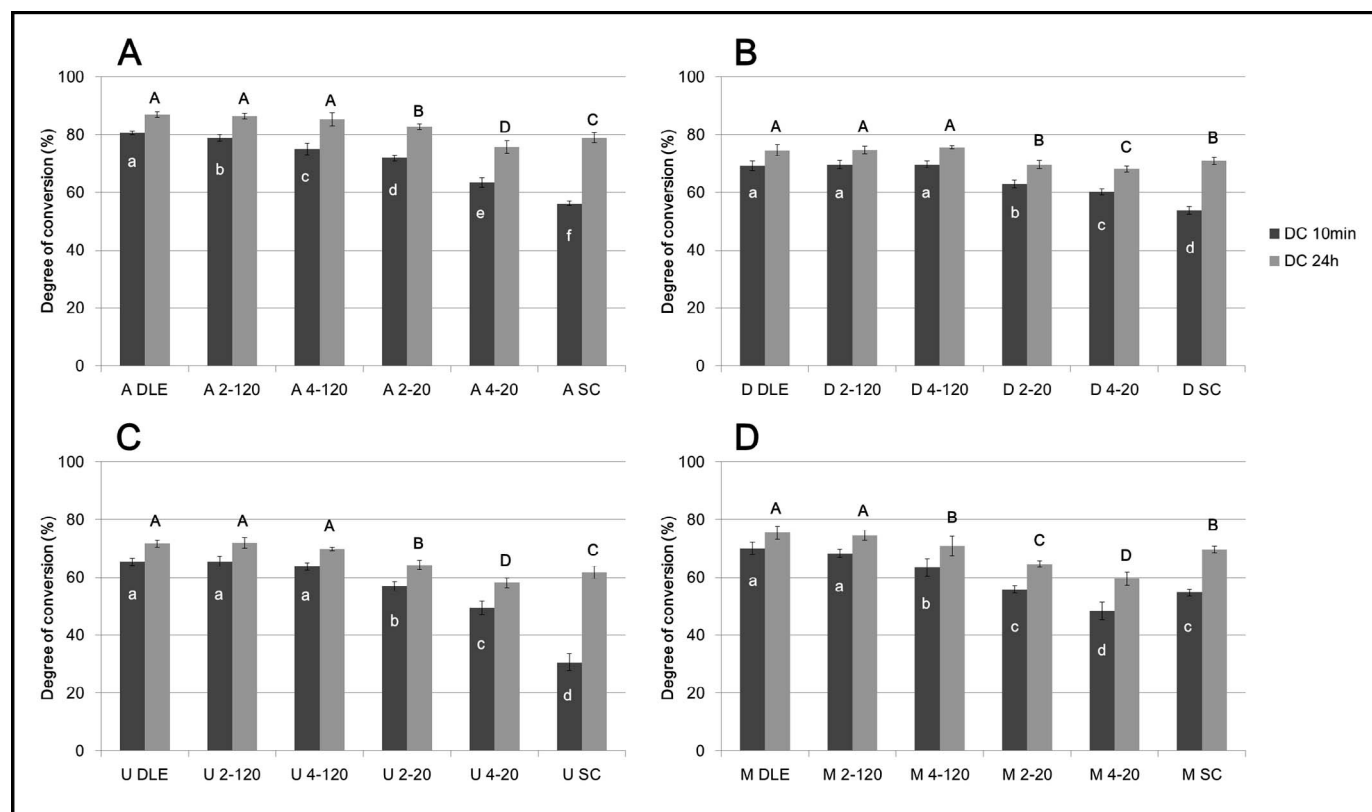 A
Degree of conversion (%)
100
80
60
40
20
0
A A A B D C
a b c d e f
A DLE A 2-120 A 4-120 A 2-20 A 4-20 A SC
B
Degree of conversion (%)
100
80
60
40
20
0
A A A B C B
a a a b c d
D DLE D 2-120 D 4-120 D 2-20 D 4-20 D SC
DC 10min
DC 24h
C
Degree of conversion (%)
100
80
60
40
20
0
A A A B D C
a a a b c d
U DLE U 2-120 U 4-120 U 2-20 U 4-20 U SC
D
Degree of conversion (%)
100
80
60
40
20
0
A A B C D B
a a b c d c
M DLE M 2-120 M 4-120 M 2-20 M 4-20 M SC